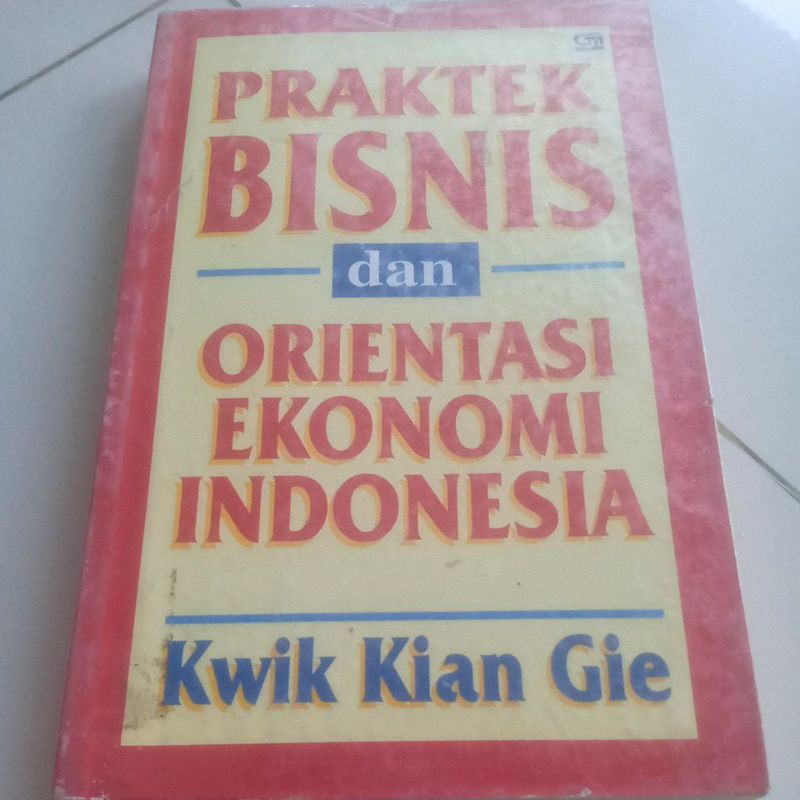 PRAKTEK
BISNIS
dan
ORIENTASI
EKONOMI
INDONESIA
Kwik Kian Gie